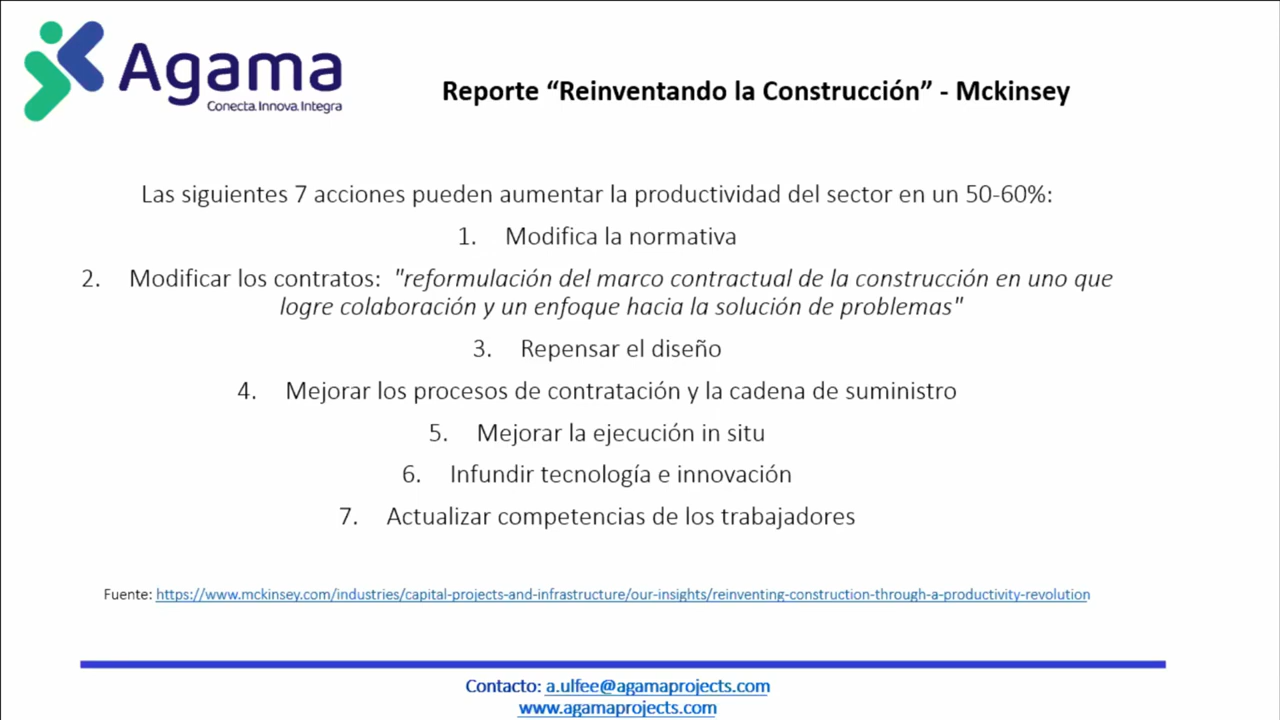 Agama
Conecta Innova Integra
Reporte “Reinventando la Construcción” - Mckinsey
Las siguientes 7 acciones pueden aumentar la productividad del sector en un 50-60%:
1. Modifica la normativa
2. Modificar los contratos: "reformulación del marco contractual de la construcción en uno que
logre colaboración y un enfoque hacia la solución de problemas"
3. Repensar el diseño
4. Mejorar los procesos de contratación y la cadena de suministro
5. Mejorar la ejecución in situ
6. Infundir tecnología e innovación
7. Actualizar competencias de los trabajadores
Fuente: https://www.mckinsey.com/industries/capital-projects-and-infrastructure/our-insights/reinventing-construction-through-a-productivity-revolution
Contacto: a.ulfee@agamaprojects.com
www.agamaprojects.com